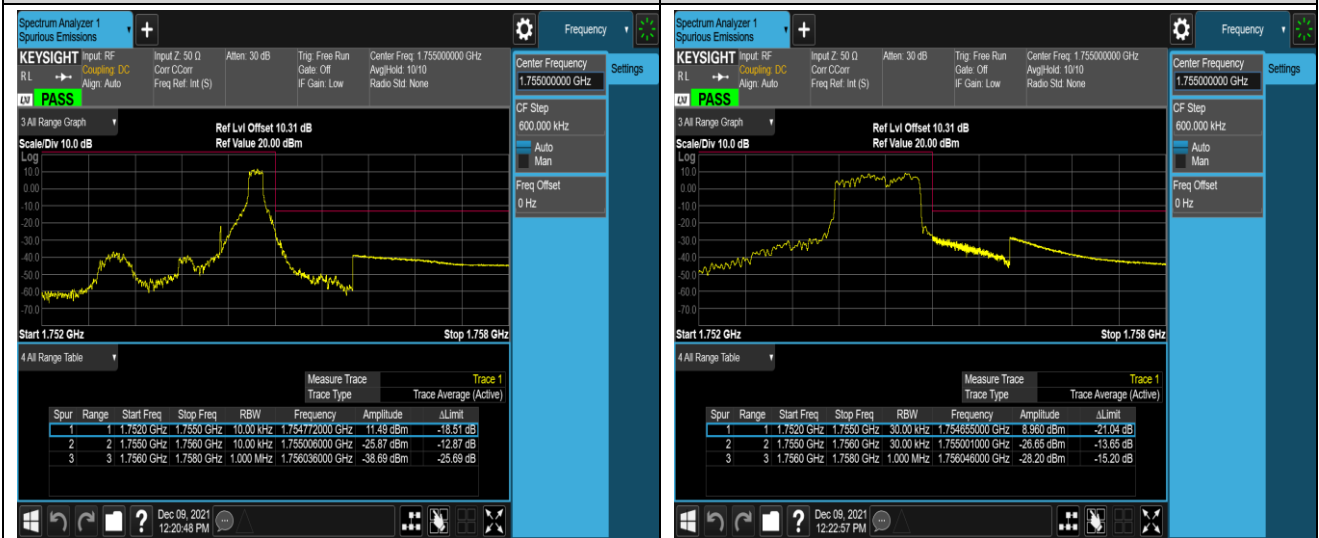 Spectrum Analyzer 1
Spurious Emissions
+
Frequency
KEYSIGHT Input: RF Input Z: 50 Ω Atten: 30 dB Trig: Free Run Center Freq: 1.755000000 GHz
Coupling: DC Corr CCorr Gate: Off Avg|Hold: 10/10
RL Align: Auto Freq Ref: Int (S) IF Gain: Low Radio Std: None
LXI PASS
Center Frequency
1.755000000 GHz
Settings
CF Step
600.000 kHz
Auto
Man
Freq Offset
0 Hz
3 All Range Graph
Ref Lvl Offset 10.31 dB
Scale/Div 10.0 dB Ref Value 20.00 dBm
Log
10.0
0.00
-10.0
-20.0
-30.0
-40.0
-50.0
-60.0
-70.0
Start 1.752 GHz Stop 1.758 GHz
4 All Range Table
Measure Trace Trace 1
Trace Type Trace Average (Active)
Spur Range Start Freq Stop Freq RBW Frequency Amplitude ΔLimit
1 1 1.7520 GHz 1.7550 GHz 10.00 kHz 1.754772000 GHz 11.49 dBm -18.51 dB
2 2 1.7550 GHz 1.7560 GHz 10.00 kHz 1.755006000 GHz -25.87 dBm -12.87 dB
3 3 1.7560 GHz 1.7580 GHz 1.000 MHz 1.756036000 GHz -38.69 dBm -25.69 dB
?
Dec 09, 2021
12:20:48 PM
Spectrum Analyzer 1
Spurious Emissions
+
Frequency
KEYSIGHT Input: RF Input Z: 50 Ω Atten: 30 dB Trig: Free Run Center Freq: 1.755000000 GHz
Coupling: DC Corr CCorr Gate: Off Avg|Hold: 10/10
RL Align: Auto Freq Ref: Int (S) IF Gain: Low Radio Std: None
LXI PASS
Center Frequency
1.755000000 GHz
Settings
CF Step
600.000 kHz
Auto
Man
Freq Offset
0 Hz
3 All Range Graph
Ref Lvl Offset 10.31 dB
Scale/Div 10.0 dB Ref Value 20.00 dBm
Log
10.0
0.00
-10.0
-20.0
-30.0
-40.0
-50.0
-60.0
-70.0
Start 1.752 GHz Stop 1.758 GHz
4 All Range Table
Measure Trace Trace 1
Trace Type Trace Average (Active)
Spur Range Start Freq Stop Freq RBW Frequency Amplitude ΔLimit
1 1 1.7520 GHz 1.7550 GHz 30.00 kHz 1.754655000 GHz 8.960 dBm -21.04 dB
2 2 1.7550 GHz 1.7560 GHz 30.00 kHz 1.755001000 GHz -26.65 dBm -13.65 dB
3 3 1.7560 GHz 1.7580 GHz 1.000 MHz 1.756046000 GHz -28.20 dBm -15.20 dB
?
Dec 09, 2021
12:22:57 PM